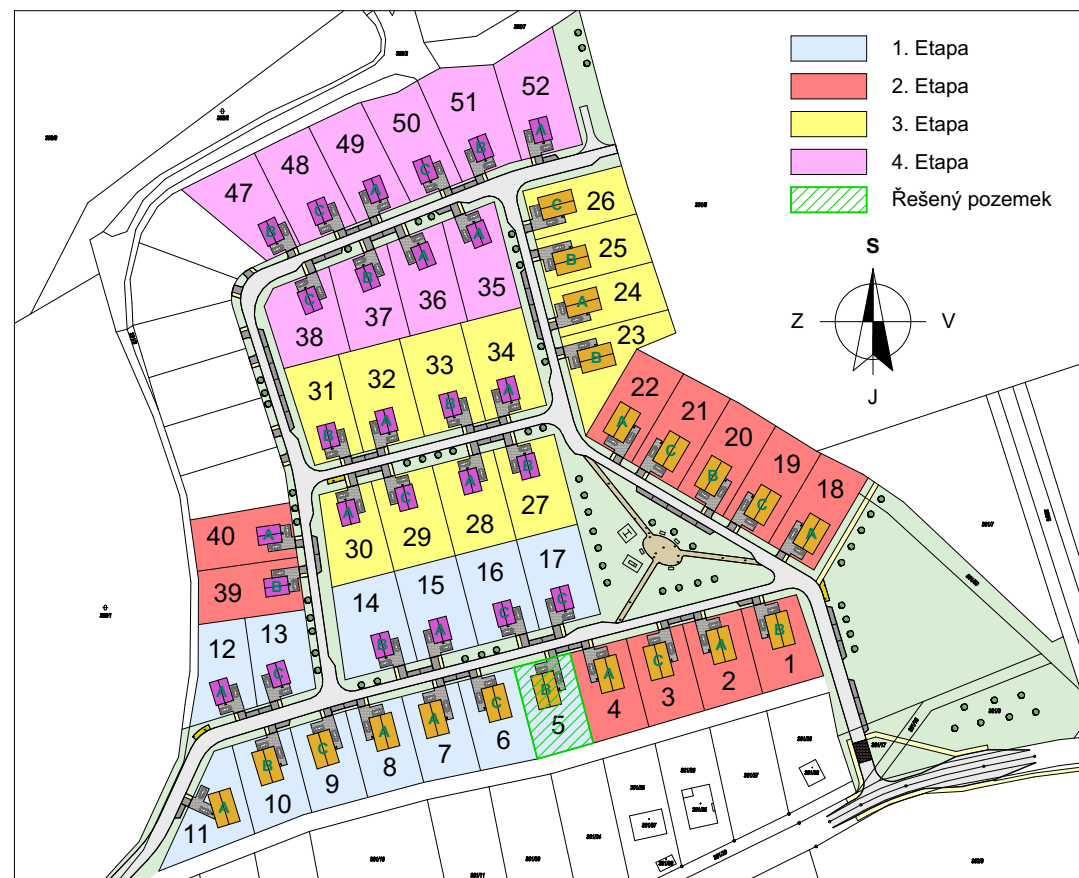 1. Etapa
2. Etapa
3. Etapa
4. Etapa
Řešený pozemek
S
Z
V
J
52
A
51
B
50
C
49
A
48
C
47
B
26
C
25
B
24
A
23
B
35
A
36
A
37
B
38
C
31
B
32
A
33
B
34
A
22
A
21
C
20
B
19
C
18
A
30
A
29
C
28
A
27
B
40
A
39
B
14
B
15
A
16
C
17
C
12
A
13
C
1
B
2
A
3
C
4
A
5
B
6
C
7
A
8
A
9
C
10
B
11
A